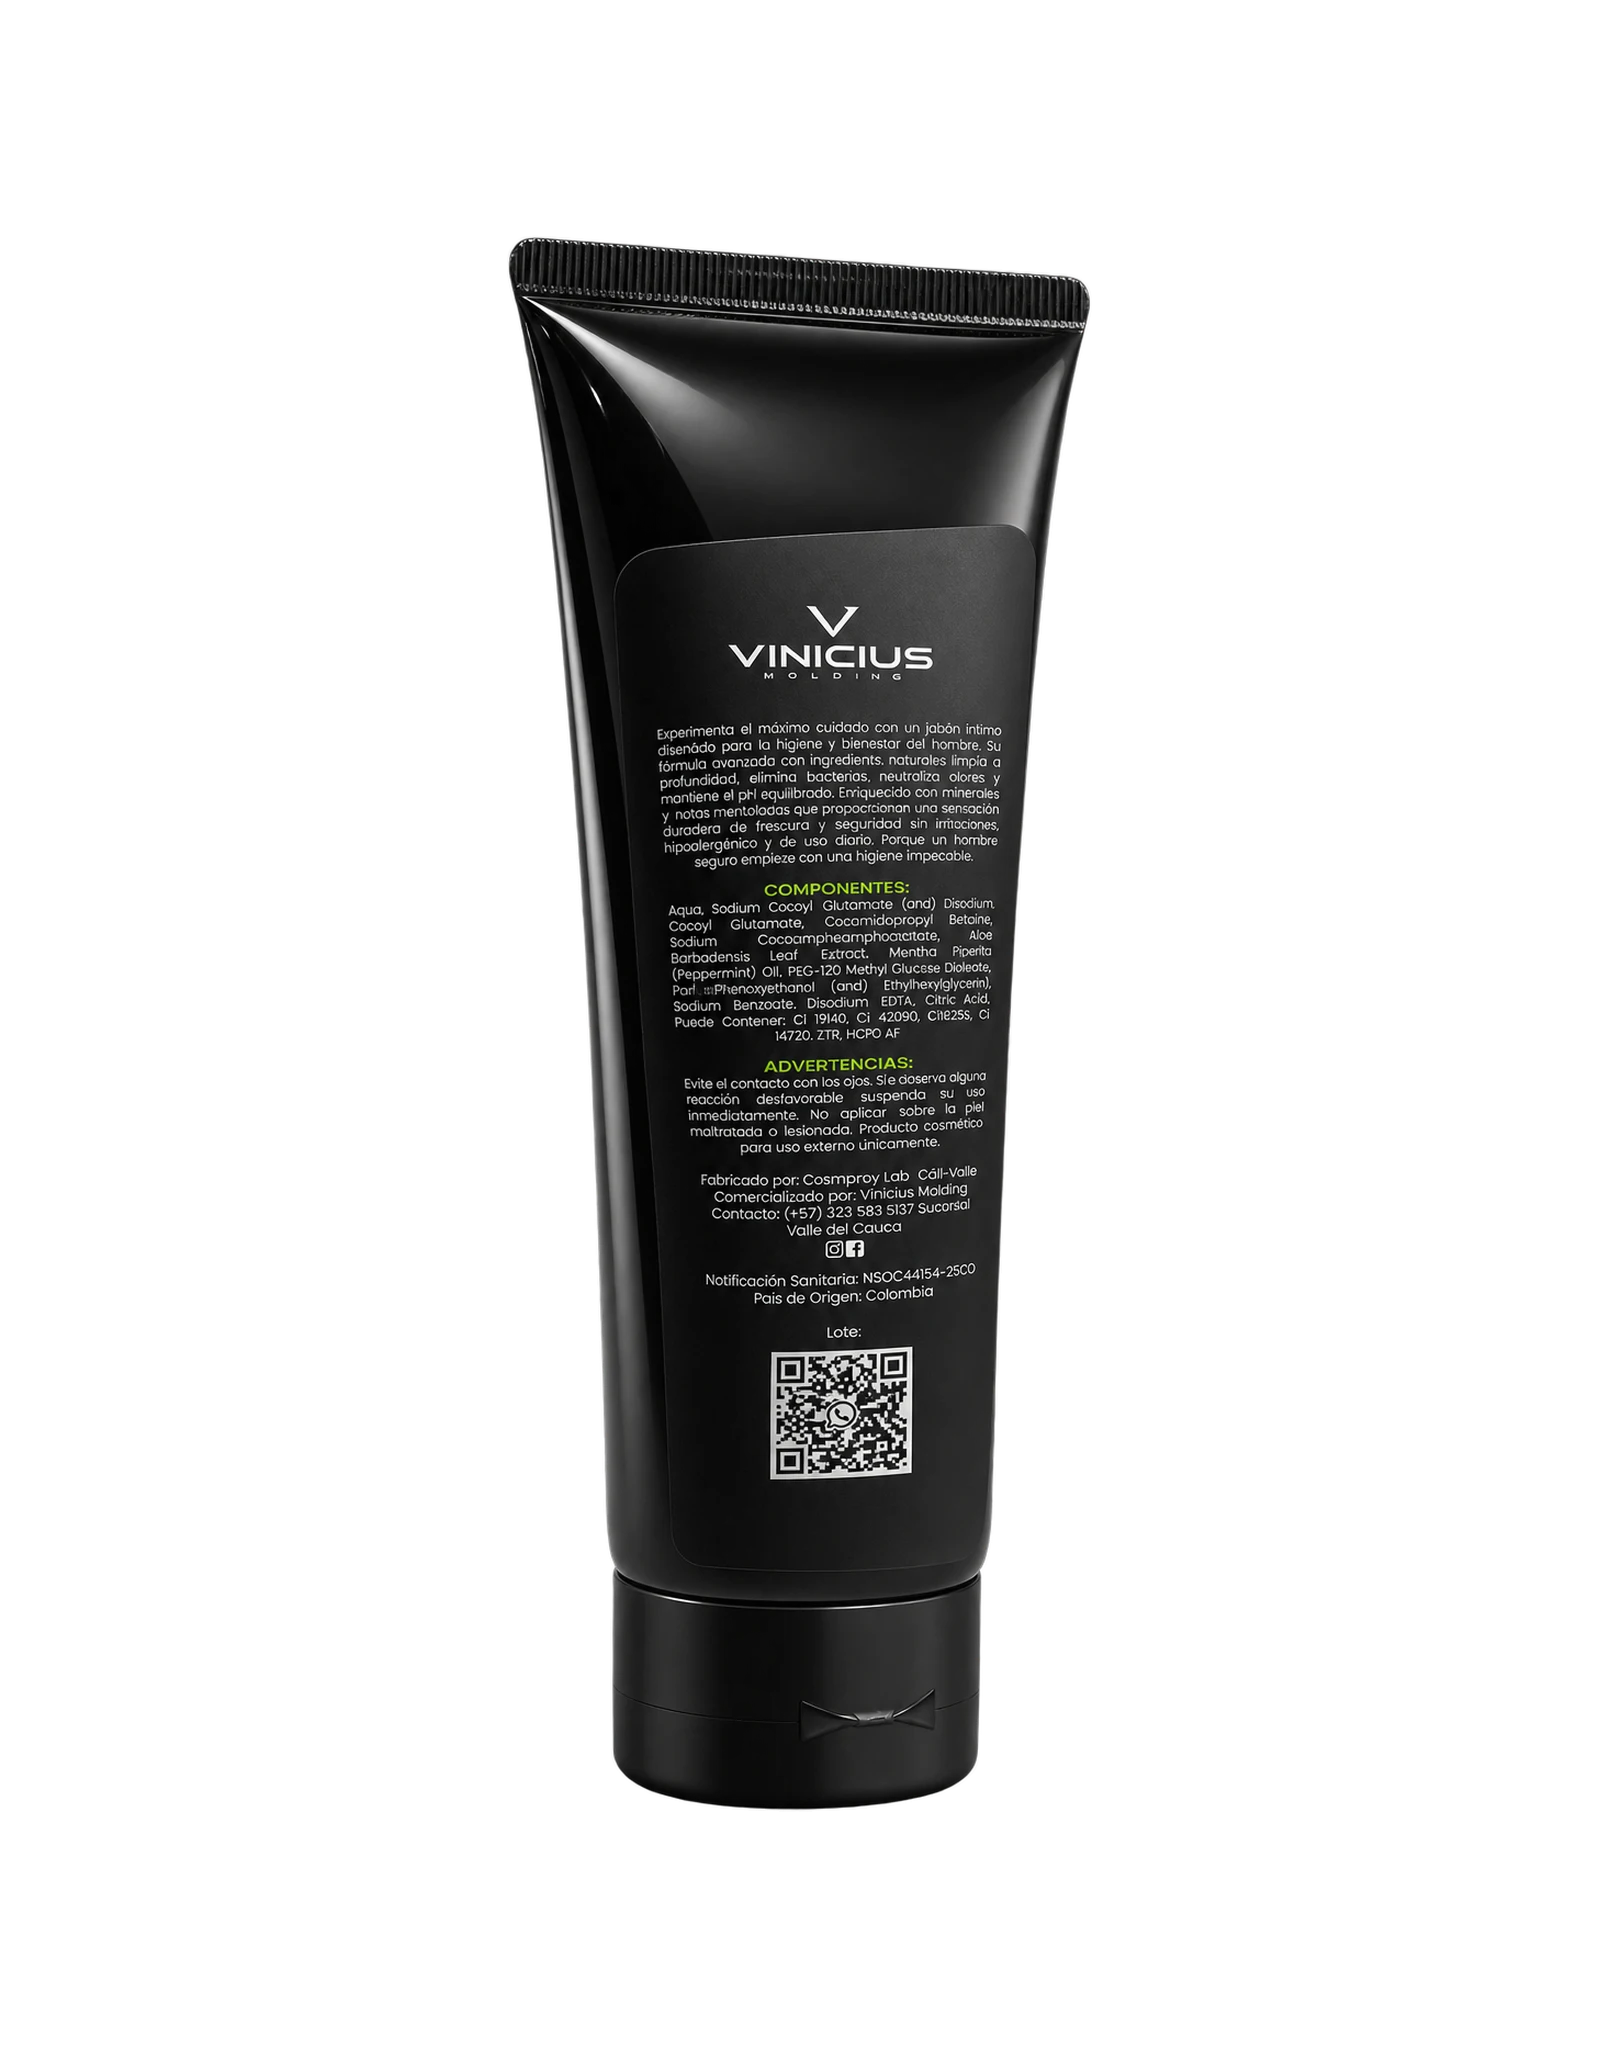 V
VINICIUS
MOLDING
Experimenta el máximo cuidado con un jabón intimo
disenádo para la higiene y bienestar del hombre. Su
fórmula avanzada con ingredients. naturales limpia a
profundidad, elimina bacterias, neutraliza olores y
mantiene el pH equilibrado. Enriquecido con minerales
y notas mentoladas que proporcionan una sensación
duradera de frescura y seguridad sin
hipoalergénico y de uso diario. Porque un hombre
seguro empieze con una higiene impecable.
COMPONENTES:
Aqua, Sodium Cocoyl Glutamate (and) Disodium,
Cocoyl Glutamate, Cocamidopropyl Betaine,
Sodium Aloe
Barbadensis Leaf Extract. Mentha Piperita
(Peppermint) Oil, PEG-120 Methyl Glucose Dioleate,
Phenoxyethanol (and) Ethylhexylglycerin),
Sodium Benzoate. Disodium EDTA, Citric Acid,
Puede Contener: CI 19140, Ci 42090, Ci
14720. ZTR, HCPO AF
ADVERTENCIAS:
Evite el contacto con los ojos. alguna
reacción desfavorable suspenda su uso
inmediatamente. No aplicar sobre la piel
maltratada o lesionada. Producto cosmético
para uso externo únicamente.
Fabricado por: Cosmproy Lab Cáll-Valle
Comercializado por: Vinicius Molding
Contacto: (+57) 323 583 5137 Sucorsal
Valle del Cauca
Notificación Sanitaria: NSOC44154-25CO
Pais de Origen: Colombia
Lote: